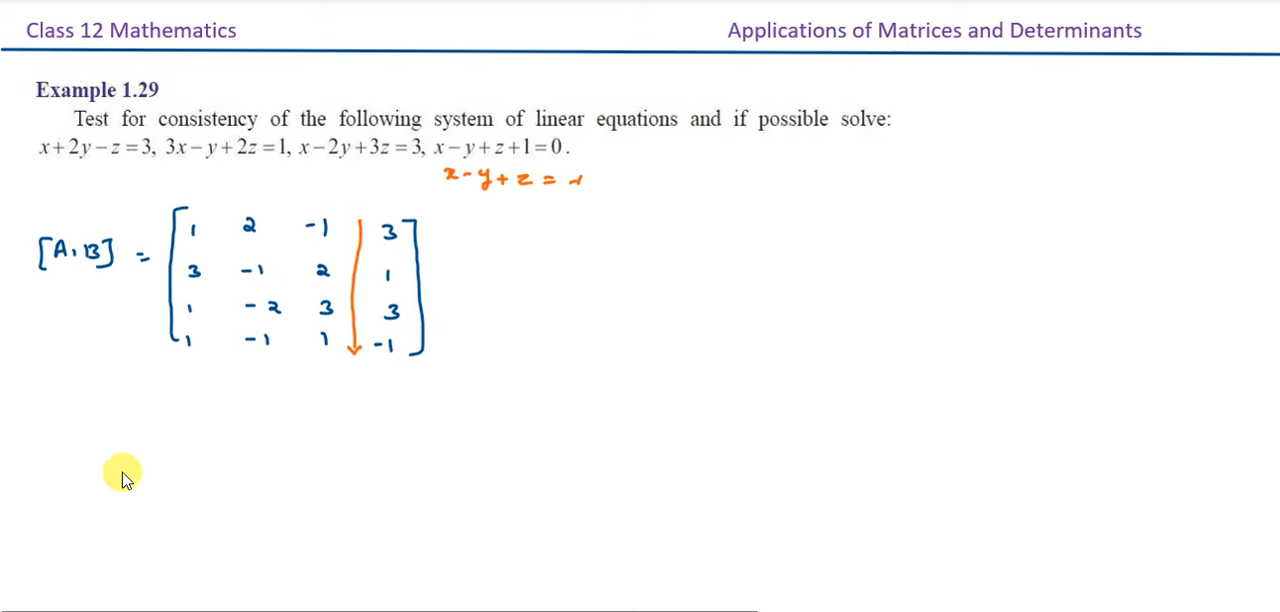 Class 12 Mathematics Applications of Matrices and Determinants
Example 1.29
Test for consistency of the following system of linear equations and if possible solve:
x+2y−z=3, 3x−y+2z=1, x−2y+3z=3, x−y+z+1=0.
x-y+z=-1
[A,B] =
1 2 -1 3
3 -1 2 1
1 -2 3 3
1 -1 1 -1